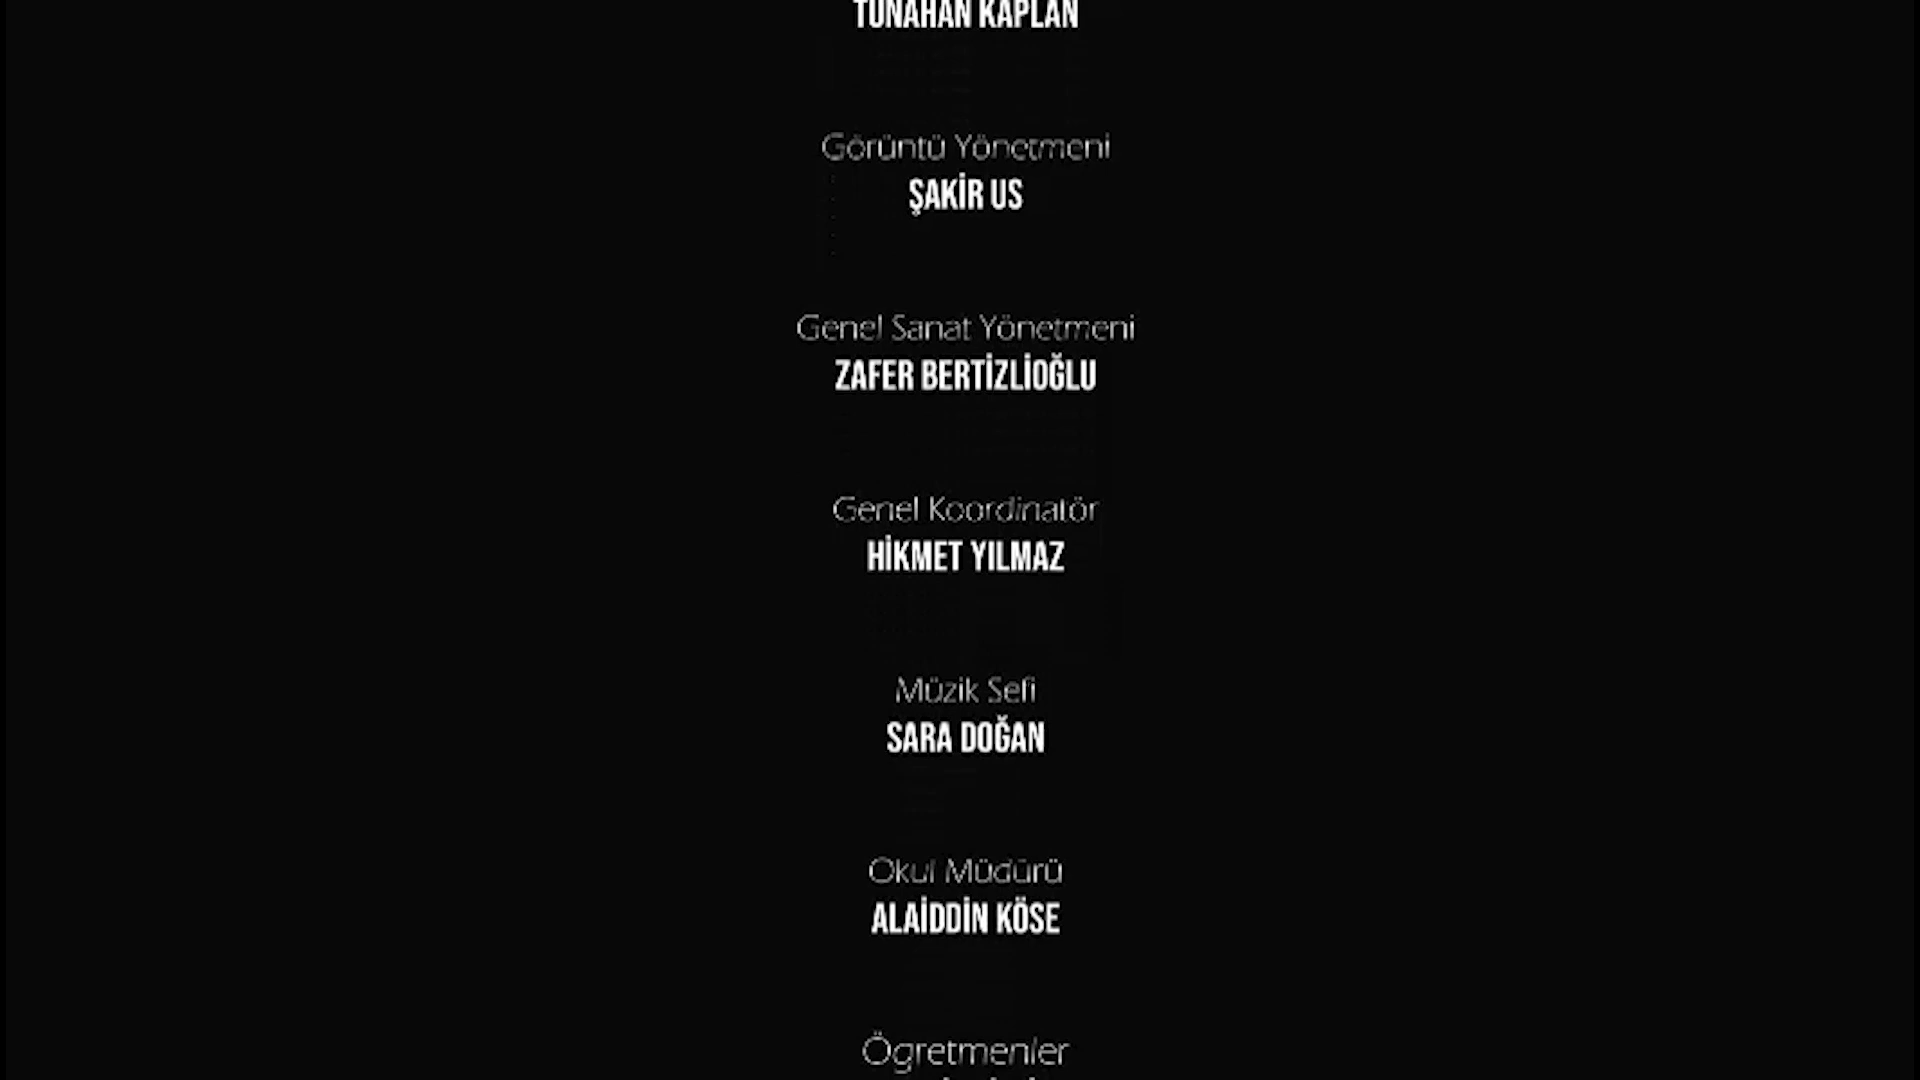 TUNAHAN KAPLAN
Görüntü Yönetmeni
ŞAKİR US
Genel Sanat Yönetmeni
ZAFER BERTİZLİOĞLU
Genel Koordinatör
HİKMET YILMAZ
Müzik Sefi
SARA DOĞAN
Okul Müdürü
ALAİDDİN KÖSE
Ögretmenler